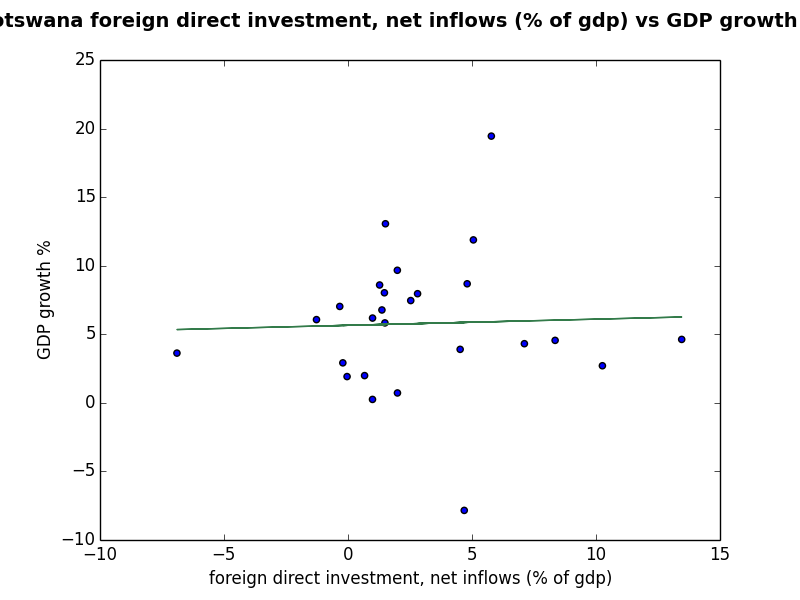 otswana foreign direct investment, net inflows (% of gdp) vs GDP growth
25
20
15
10
5
0
−5
−10
GDP growth %
−10 −5 0 5 10 15
foreign direct investment, net inflows (% of gdp)